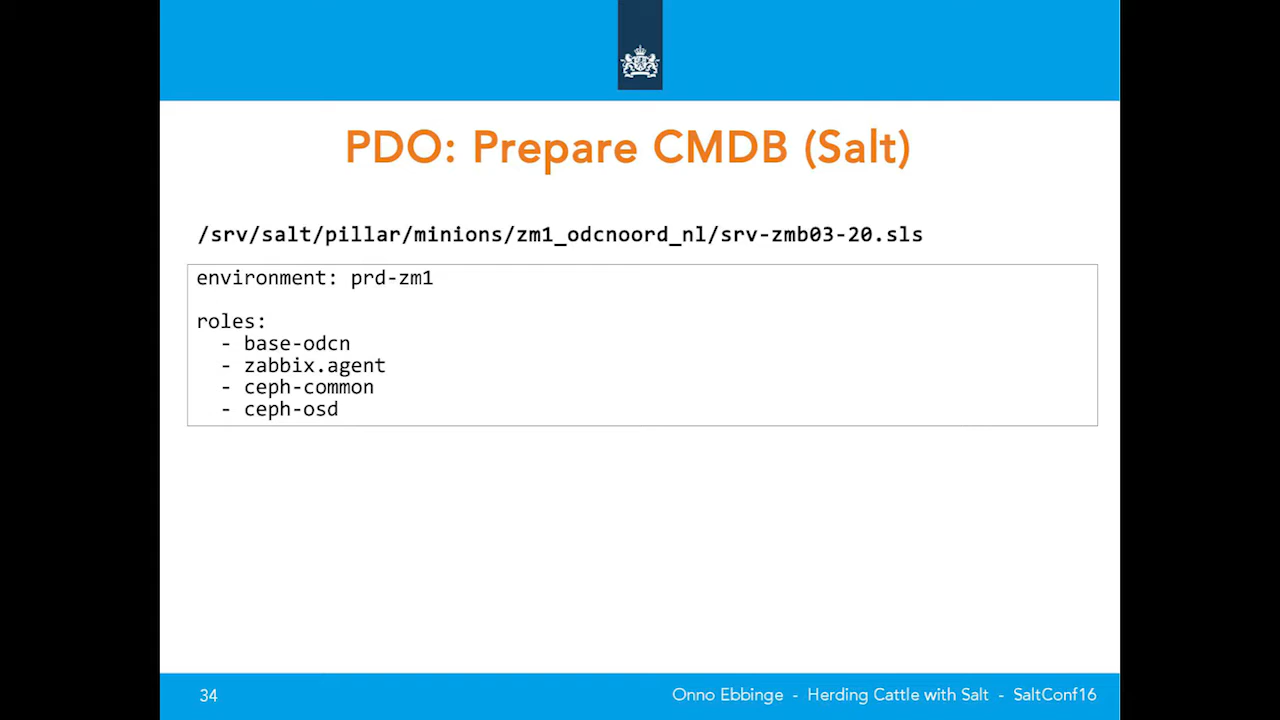 PDO: Prepare CMDB (Salt)
/srv/salt/pillar/minions/zm1_odcnoord_nl/srv-zmb03-20.sls
environment: prd-zm1
roles:
- base-odcn
- zabbix.agent
- ceph-common
- ceph-osd
34
Onno Ebbinge - Herding Cattle with Salt - SaltConf16